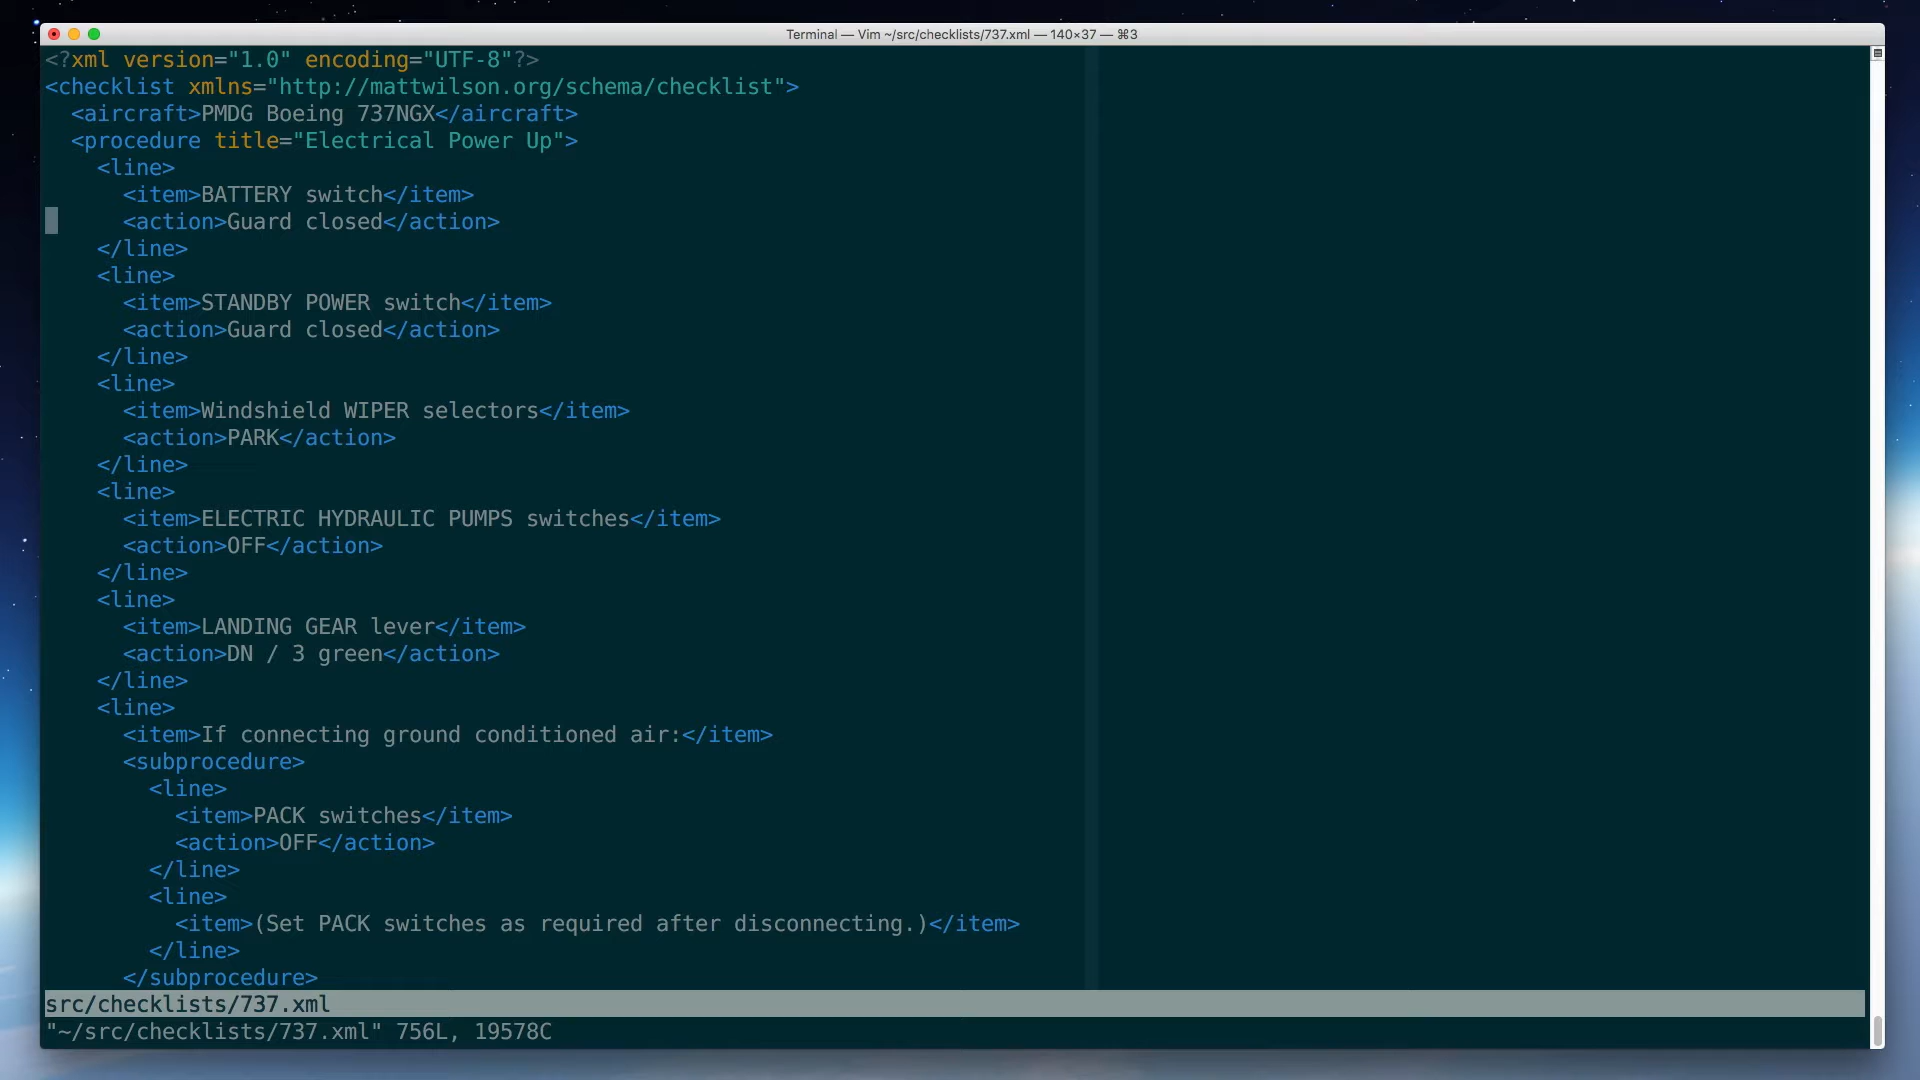 Terminal — Vim ~/src/checklists/737.xml — 140×37 — ⌘3
<?xml version="1.0" encoding="UTF-8"?>
<checklist xmlns="http://mattwilson.org/schema/checklist">
  <aircraft>PMDG Boeing 737NGX</aircraft>
  <procedure title="Electrical Power Up">
    <line>
      <item>BATTERY switch</item>
      <action>Guard closed</action>
    </line>
    <line>
      <item>STANDBY POWER switch</item>
      <action>Guard closed</action>
    </line>
    <line>
      <item>Windshield WIPER selectors</item>
      <action>PARK</action>
    </line>
    <line>
      <item>ELECTRIC HYDRAULIC PUMPS switches</item>
      <action>OFF</action>
    </line>
    <line>
      <item>LANDING GEAR lever</item>
      <action>DN / 3 green</action>
    </line>
    <line>
      <item>If connecting ground conditioned air:</item>
      <subprocedure>
        <line>
          <item>PACK switches</item>
          <action>OFF</action>
        </line>
        <line>
          <item>(Set PACK switches as required after disconnecting.)</item>
        </line>
      </subprocedure>
src/checklists/737.xml
"~/src/checklists/737.xml" 756L, 19578C